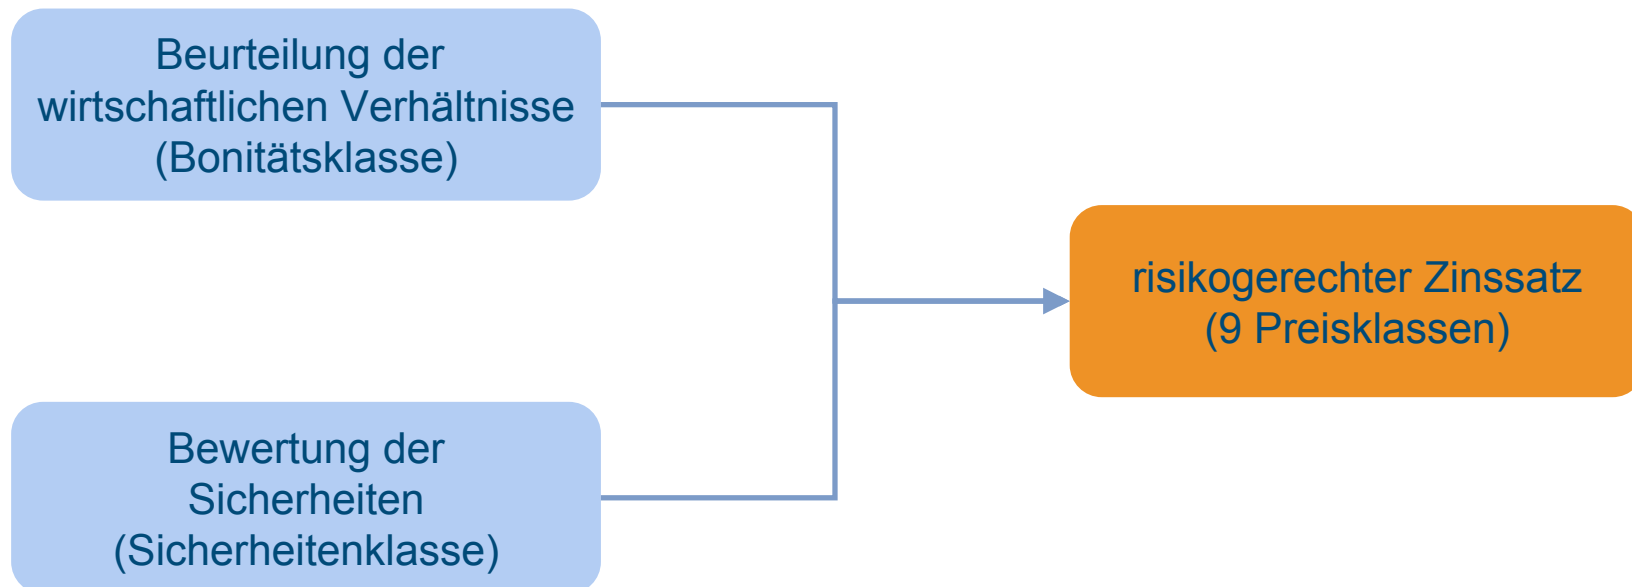 Beurteilung der
wirtschaftlichen Verhältnisse
(Bonitätsklasse)
risikogerechter Zinssatz
(9 Preisklassen)
Bewertung der
Sicherheiten
(Sicherheitenklasse)